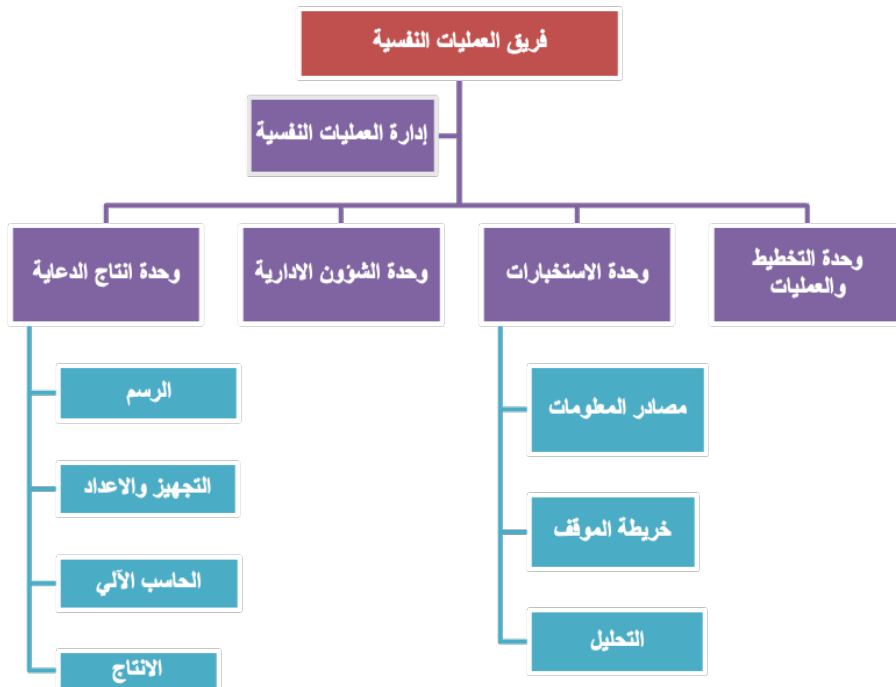 فريق العمليات النفسية
إدارة العمليات النفسية
وحدة التخطيط
والعمليات
وحدة الاستخبارات
وحدة الشؤون الادارية
وحدة انتاج الدعاية
مصادر المعلومات
خريطة الموقف
التحليل
الرسم
التجهيز والاعداد
الحاسب الآلي
الانتاج